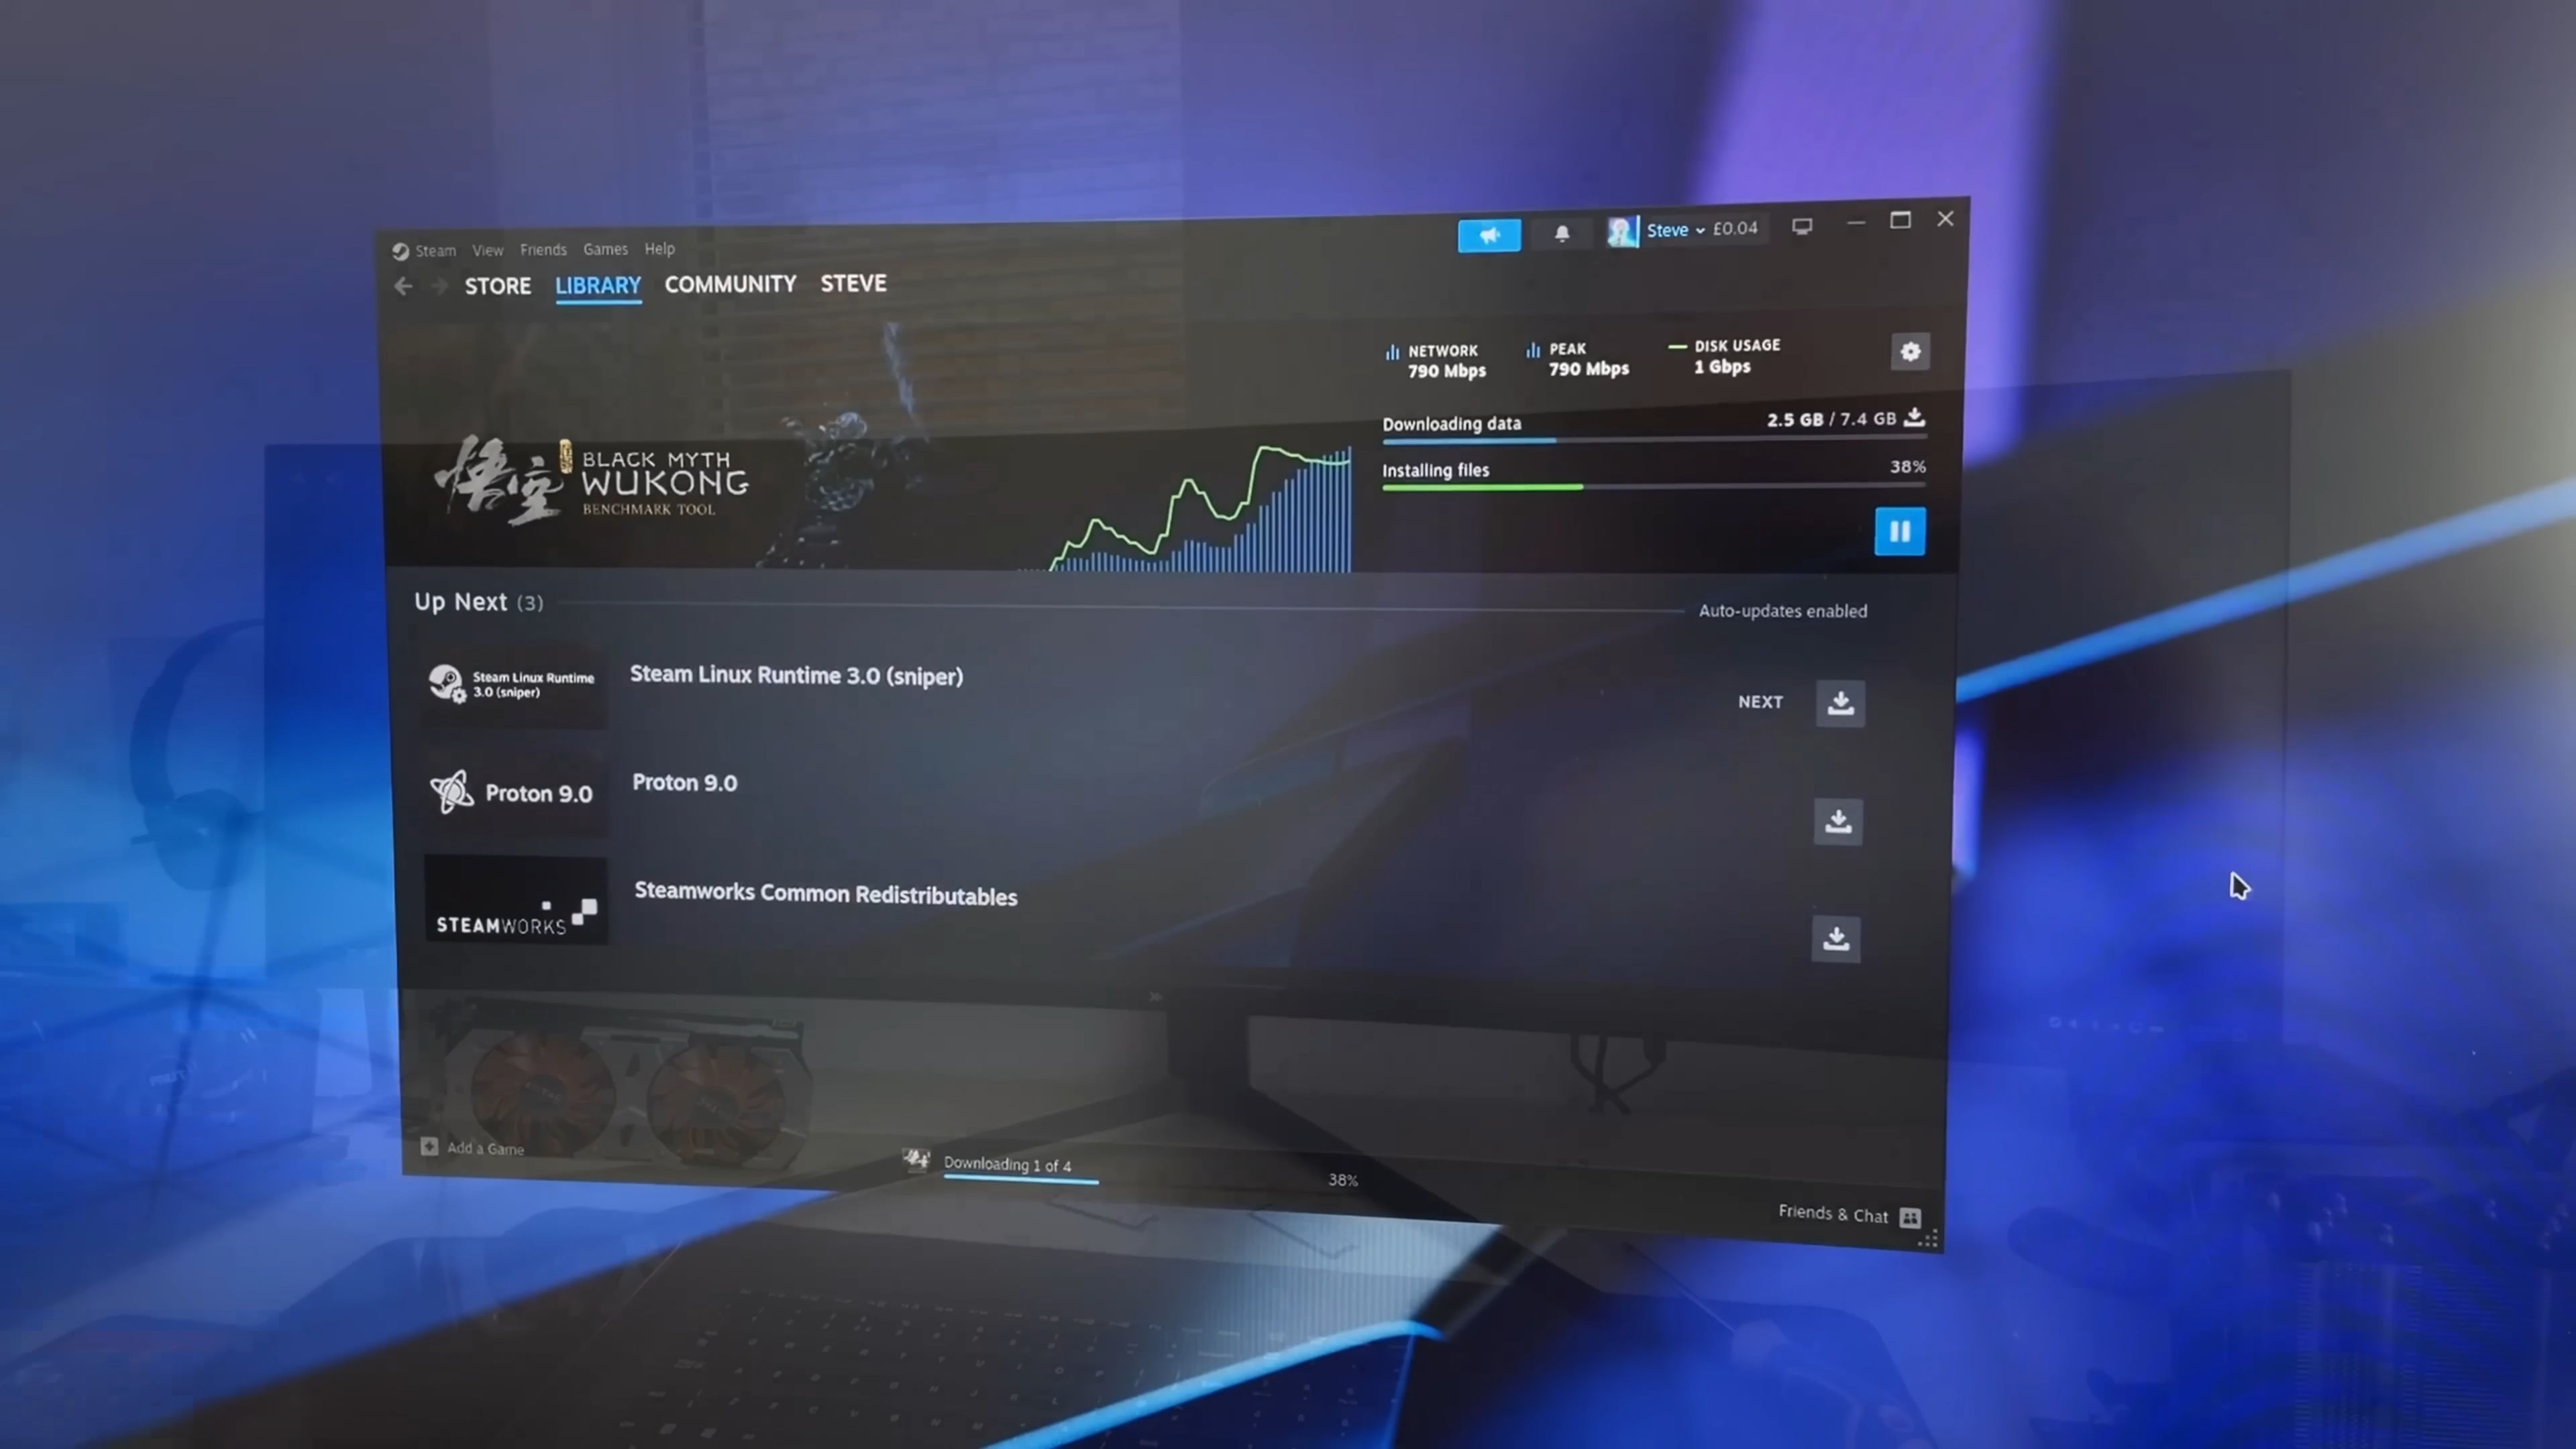 Steam View Friends Games Help
Steve £0.04
STORE LIBRARY COMMUNITY STEVE
NETWORK
790 Mbps
PEAK
790 Mbps
DISK USAGE
1 Gbps
Downloading data
2.5 GB / 7.4 GB
Installing files
38%
悟空
BLACK MYTH
WUKONG
BENCHMARK TOOL
Up Next (3)
Auto-updates enabled
Steam Linux Runtime
3.0 (sniper)
Steam Linux Runtime 3.0 (sniper)
NEXT
Proton 9.0
Proton 9.0
STEAMWORKS
Steamworks Common Redistributables
Add a Game
Downloading 1 of 4
38%
Friends & Chat